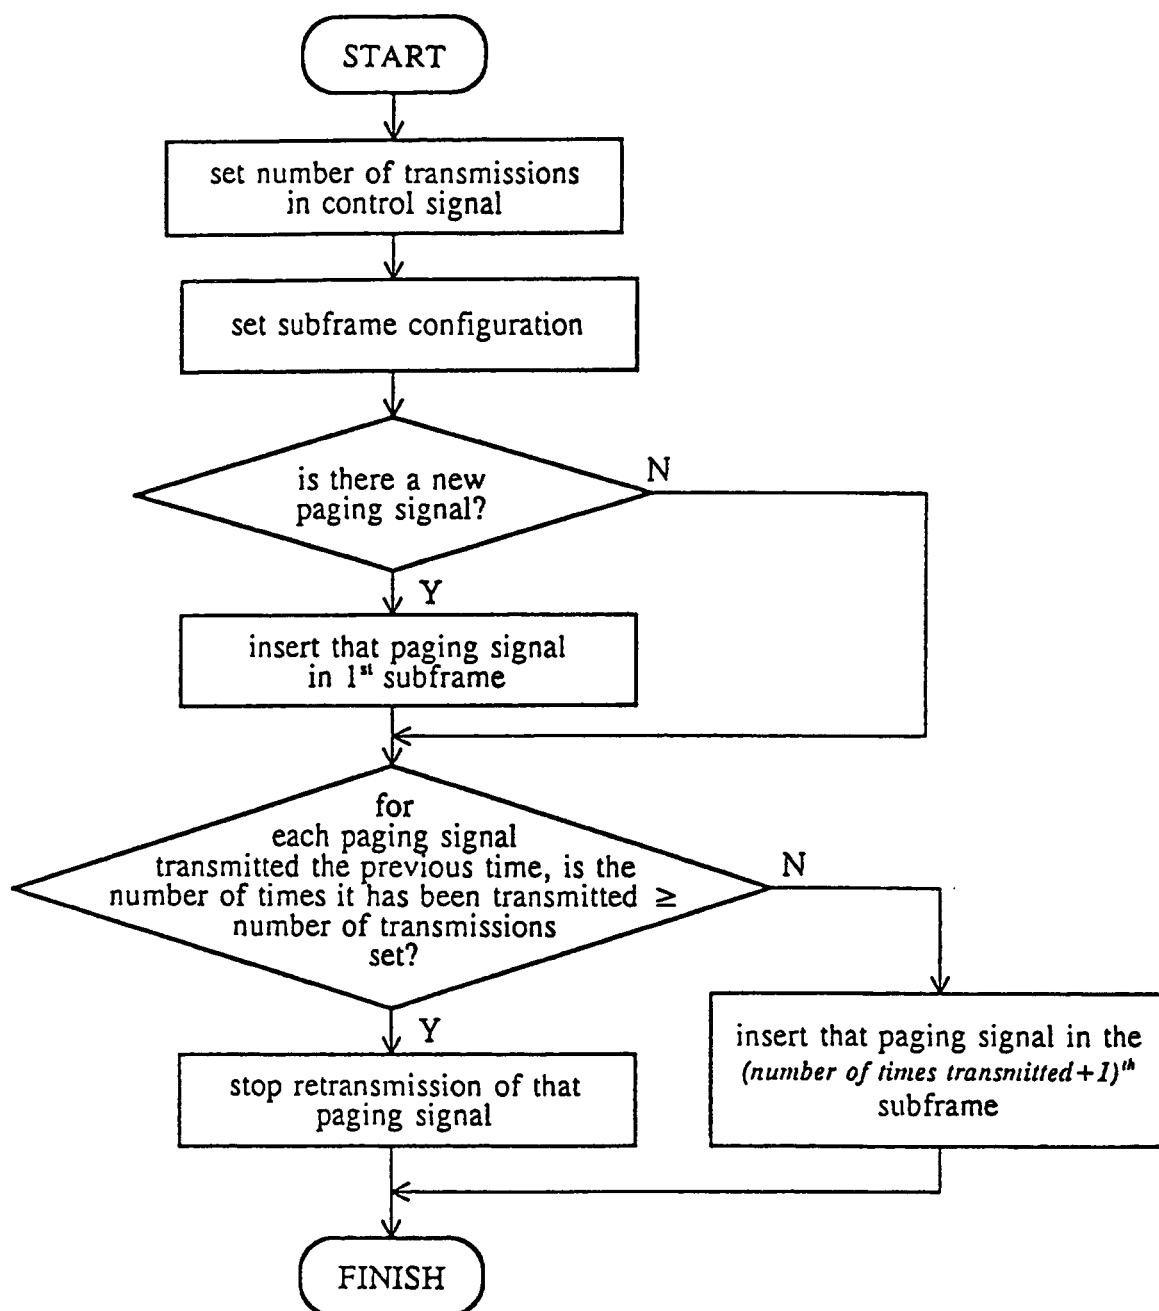 START
set number of transmissions
in control signal
set subframe configuration
is there a new
paging signal?
N
Y
insert that paging signal
in 1st subframe
for
each paging signal
transmitted the previous time, is the
number of times it has been transmitted ≥
number of transmissions
set?
N
Y
insert that paging signal in the
(number of times transmitted+1)th
subframe
stop retransmission of that
paging signal
FINISH